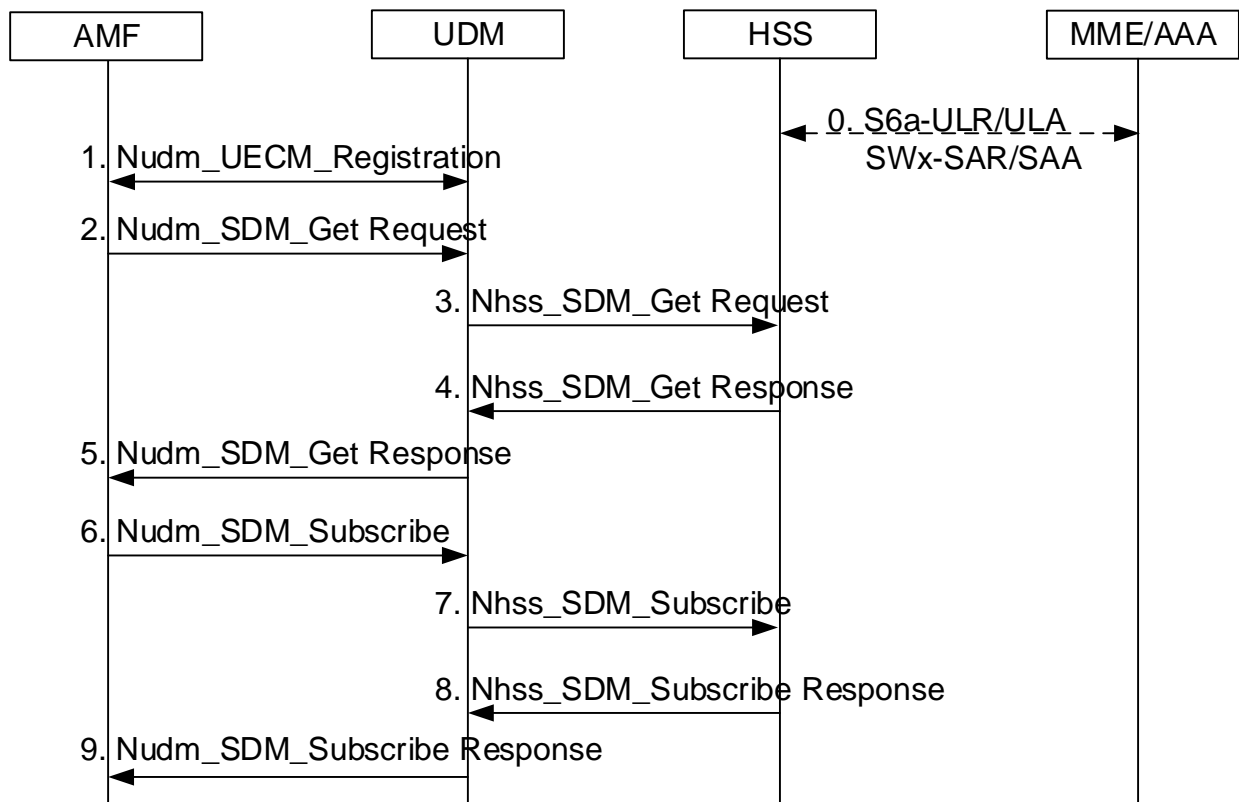 AMF
UDM
HSS
MME/AAA
0. S6a-ULR/ULA
SWx-SAR/SAA
1. Nudm_UECM_Registration
2. Nudm_SDM_Get Request
3. Nhss_SDM_Get Request
4. Nhss_SDM_Get Response
5. Nudm_SDM_Get Response
6. Nudm_SDM_Subscribe
7. Nhss_SDM_Subscribe
8. Nhss_SDM_Subscribe Response
9. Nudm_SDM_Subscribe Response